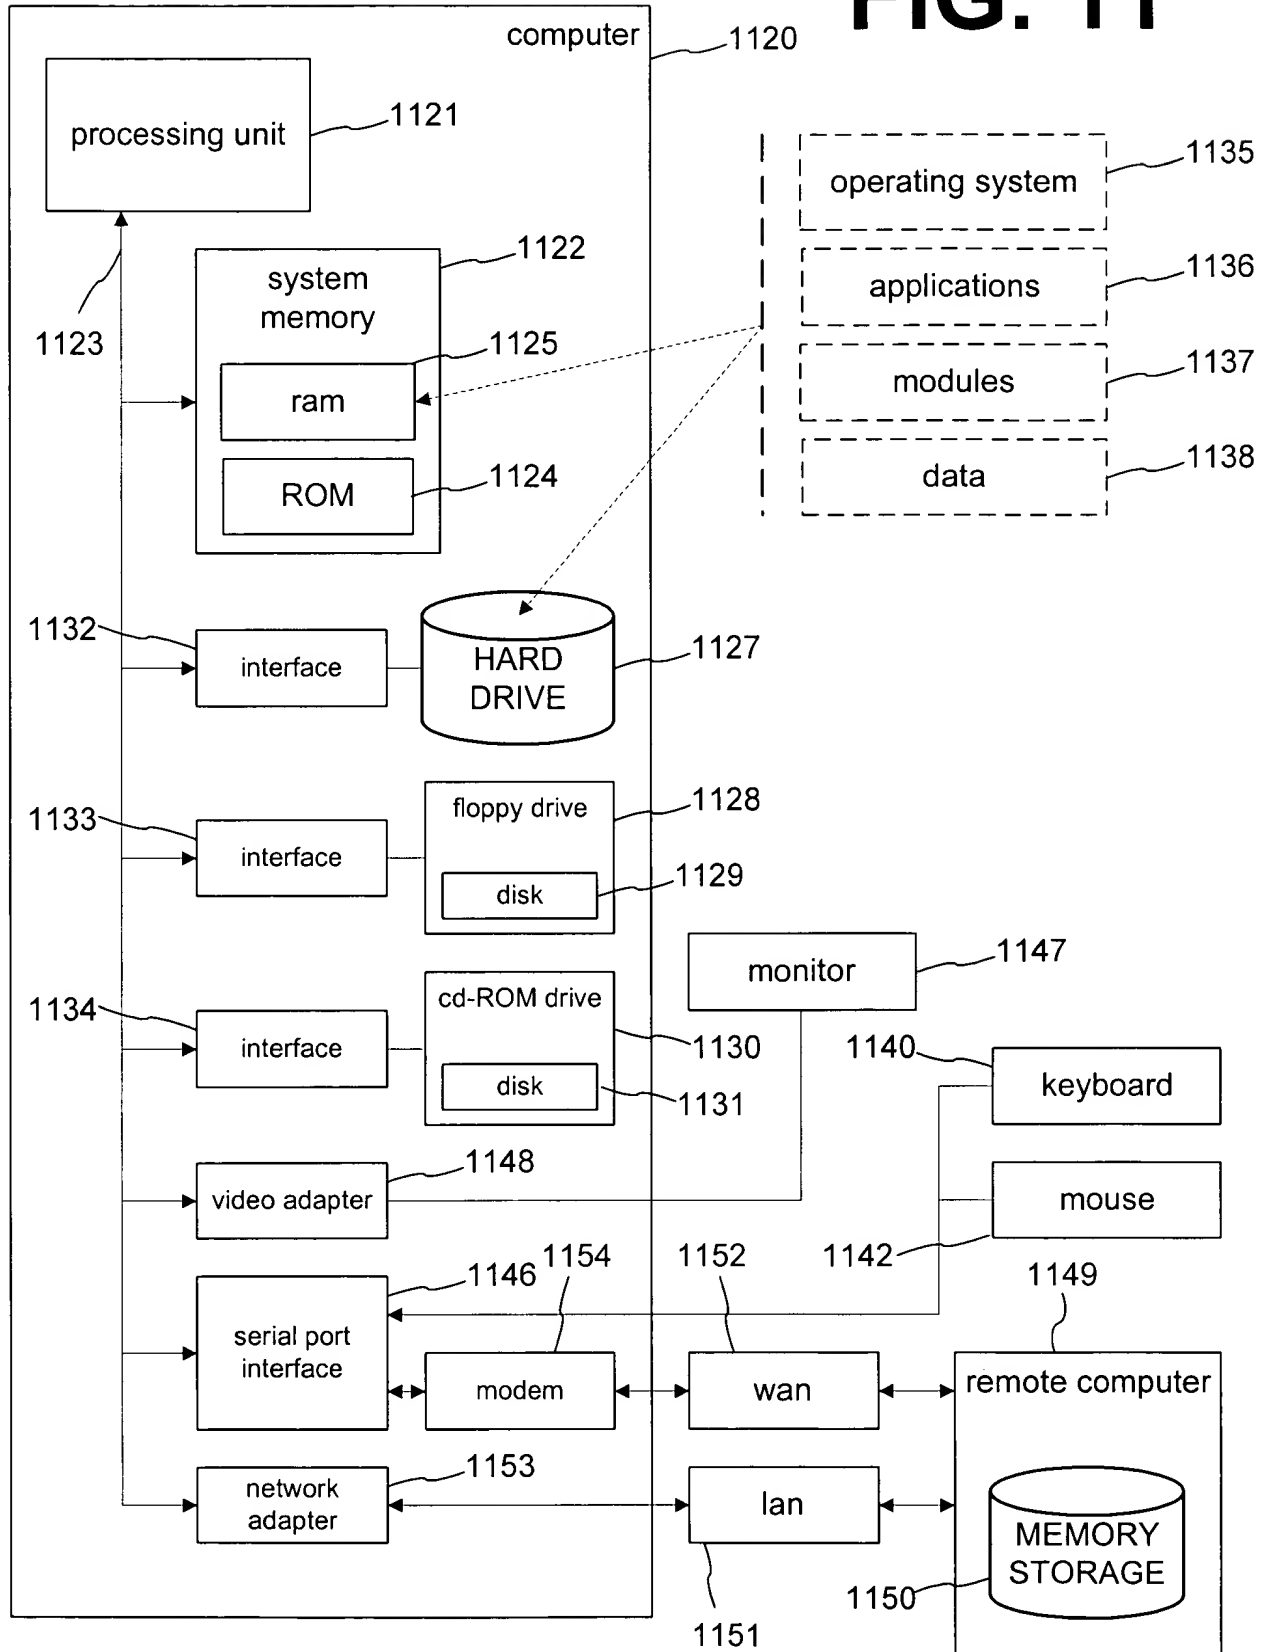 FIG. 11
computer
1120
processing unit
1121
1123
system
memory
1122
ram
1125
ROM
1124
operating system
1135
applications
1136
modules
1137
data
1138
1132
interface
HARD
DRIVE
1127
1133
interface
floppy drive
1128
disk
1129
1134
interface
cd-ROM drive
1130
disk
1131
monitor
1147
1140
keyboard
mouse
1142
video adapter
1148
serial port
interface
1146
1154
modem
1152
wan
1149
remote computer
network
adapter
1153
lan
1151
MEMORY
STORAGE
1150